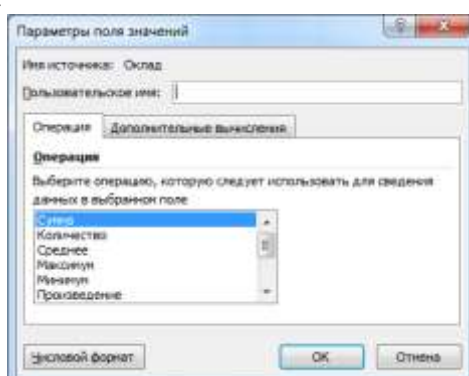 Параметры поля значений
Имя источника: Оклад
Пользовательское имя:
Операция Дополнительные вычисления
Операция
Выберите операцию, которую следует использовать для сведения
данных в выбранном поле
Сумма
Количество
Среднее
Максимум
Минимум
Произведение
Числовой формат ОК Отмена